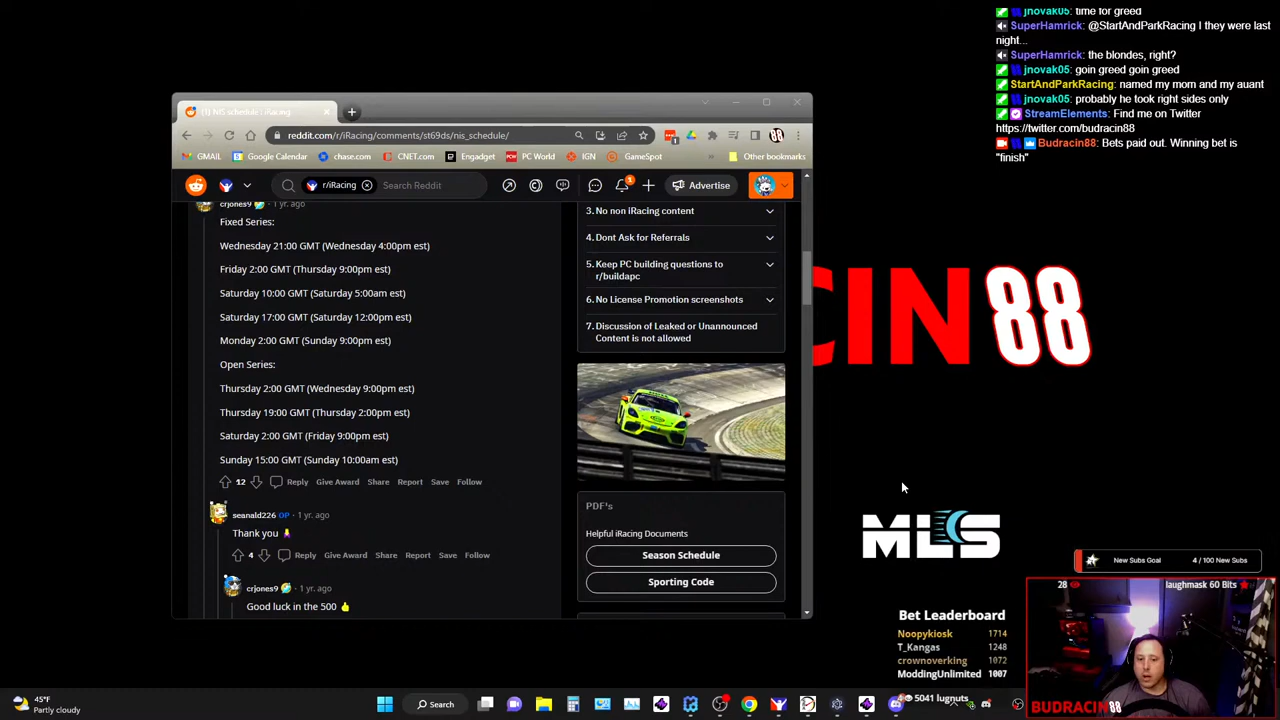 jnovak05: time for greed
SuperHamrick: @StartAndParkRacing I they were last
night...
SuperHamrick: the blondes, right?
jnovak05: goin greed goin greed
StartAndParkRacing: named my mom and my auant
jnovak05: probably he took right sides only
StreamElements: Find me on Twitter
https://twitter.com/budracin88
Budracin88: Bets paid out. Winning bet is
"finish"
(1) NIS schedule : iRacing
reddit.com/r/iRacing/comments/st69ds/nis_schedule/
GMAIL
Google Calendar
chase.com
CNET.com
Engadget
PC World
IGN
GameSpot
Other bookmarks
r/iRacing
Search Reddit
Advertise
crjones9 1 yr. ago
Fixed Series:
Wednesday 21:00 GMT (Wednesday 4:00pm est)
Friday 2:00 GMT (Thursday 9:00pm est)
Saturday 10:00 GMT (Saturday 5:00am est)
Saturday 17:00 GMT (Saturday 12:00pm est)
Monday 2:00 GMT (Sunday 9:00pm est)
Open Series:
Thursday 2:00 GMT (Wednesday 9:00pm est)
Thursday 19:00 GMT (Thursday 2:00pm est)
Saturday 2:00 GMT (Friday 9:00pm est)
Sunday 15:00 GMT (Sunday 10:00am est)
12 Reply Give Award Share Report Save Follow
seanald226 OP · 1 yr. ago
Thank you
4 Reply Give Award Share Report Save Follow
crjones9 · 1 yr. ago
Good luck in the 500
3. No non iRacing content
4. Dont Ask for Referrals
5. Keep PC building questions to
r/buildapc
6. No License Promotion screenshots
7. Discussion of Leaked or Unannounced
Content is not allowed
PDF's
Helpful iRacing Documents
Season Schedule
Sporting Code
CIN88
MLS
New Subs Goal 4 / 100 New Subs
28 laughmask 60 Bits
Bet Leaderboard
Noopykiosk 1714
T_Kangas 1248
crownoverking 1072
ModdingUnlimited 1007
5041 lugnuts
BUDRACIN88
45°F
Partly cloudy
Search